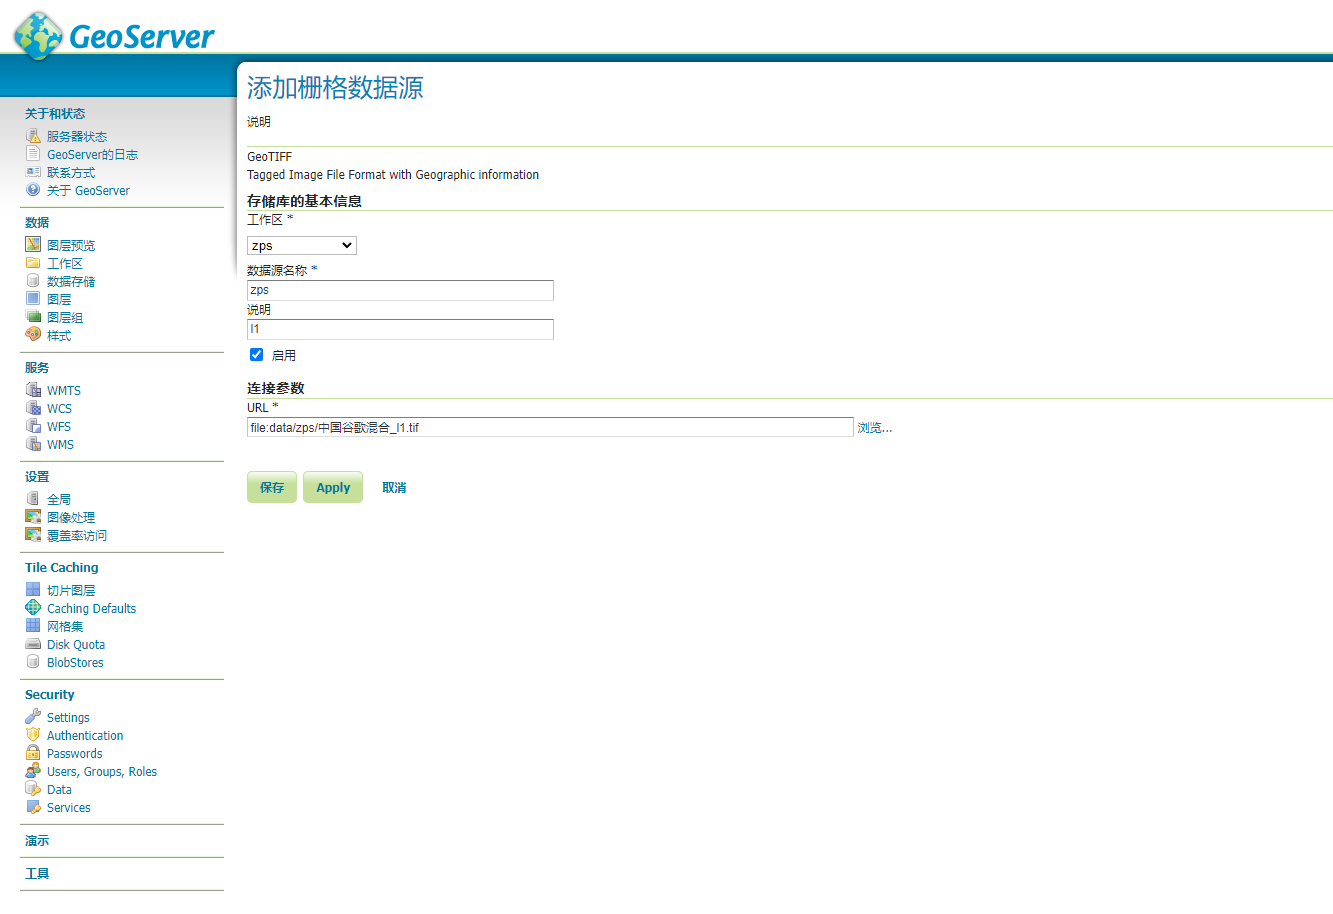 GeoServer
关于和状态
服务器状态
GeoServer的日志
联系方式
关于 GeoServer
数据
图层预览
工作区
数据存储
图层
图层组
样式
服务
WMTS
WCS
WFS
WMS
设置
全局
图像处理
覆盖率访问
Tile Caching
切片图层
Caching Defaults
网格集
Disk Quota
BlobStores
Security
Settings
Authentication
Passwords
Users, Groups, Roles
Data
Services
演示
工具
添加栅格数据源
说明
GeoTIFF
Tagged Image File Format with Geographic information
存储库的基本信息
工作区 *
zps
数据源名称 *
zps
说明
l1
启用
连接参数
URL *
file:data/zps/中国谷歌混合_l1.tif 浏览...
保存 Apply 取消